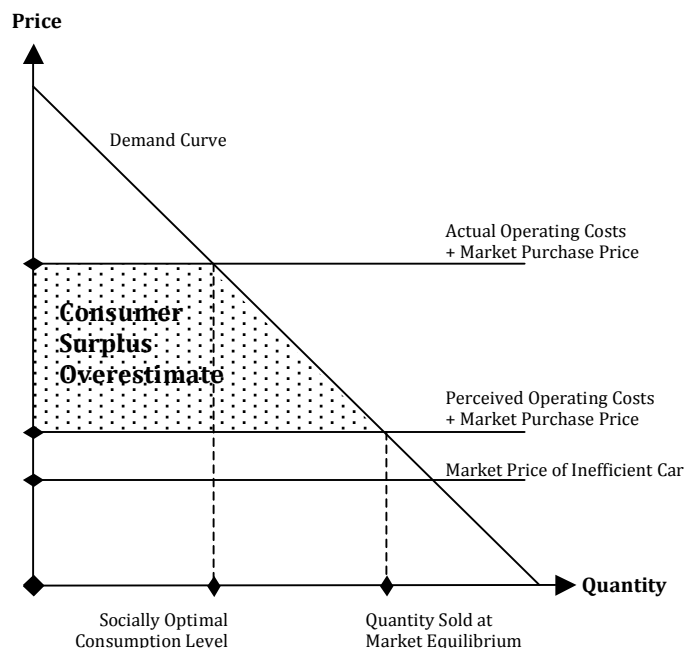 Price
Demand Curve
Actual Operating Costs
+ Market Purchase Price
Consumer
Surplus
Overestimate
Perceived Operating Costs
+ Market Purchase Price
Market Price of Inefficient Car
Quantity
Socially Optimal
Consumption Level
Quantity Sold at
Market Equilibrium